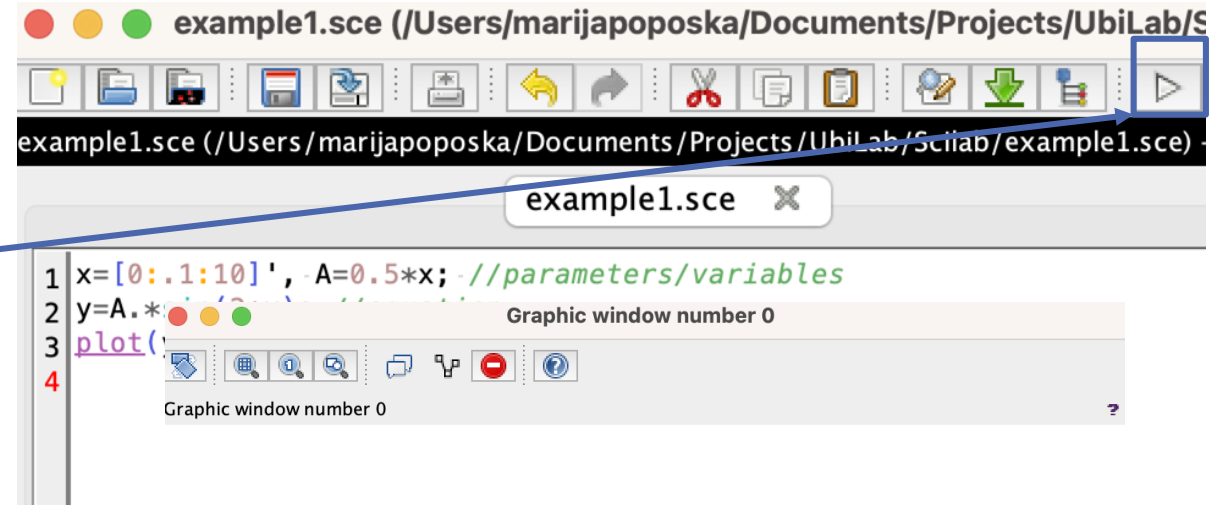 example1.sce (/Users/marijapoposka/Documents/Projects/UbiLab/S
example1.sce (/Users/marijapoposka/Documents/Projects/UbiLab/Scilab/example1.sce) -
example1.sce
1 x=[0:.1:10]', A=0.5*x; //parameters/variables
2 y=A.*
3 plot(
4
Graphic window number 0
Graphic window number 0
?